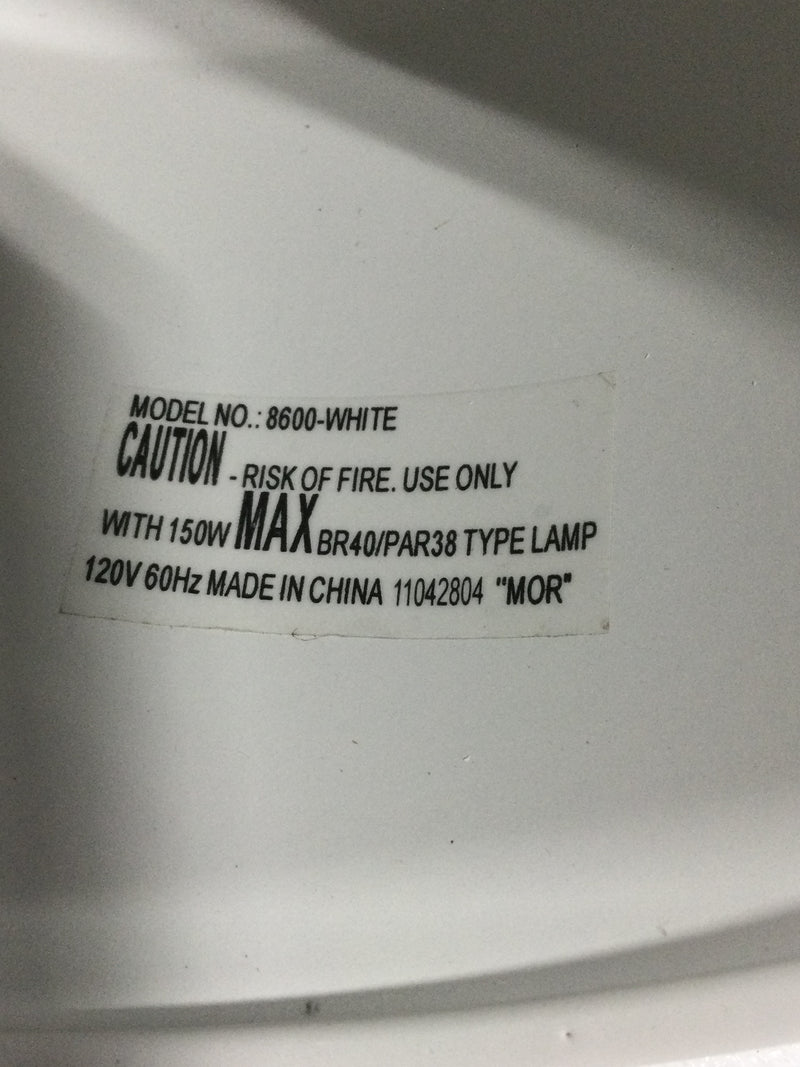 MODEL NO.: 8600-WHITE
CAUTION - RISK OF FIRE. USE ONLY
WITH 150W MAX BR40/PAR38 TYPE LAMP
120V 60Hz MADE IN CHINA 11042804 "MOR"